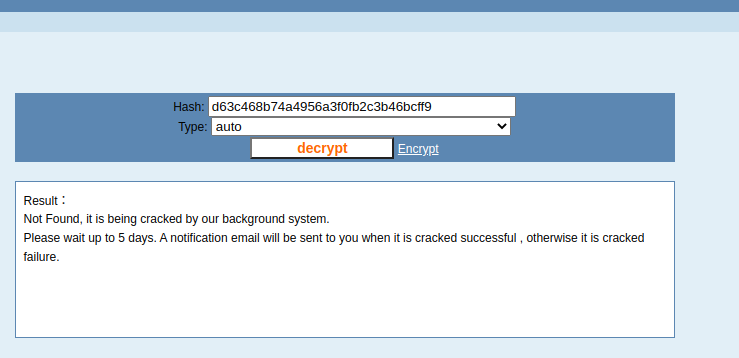 Hash: d63c468b74a4956a3f0fb2c3b46bcff9
Type: auto
decrypt Encrypt
Result：
Not Found, it is being cracked by our background system.
Please wait up to 5 days. A notification email will be sent to you when it is cracked successful , otherwise it is cracked
failure.